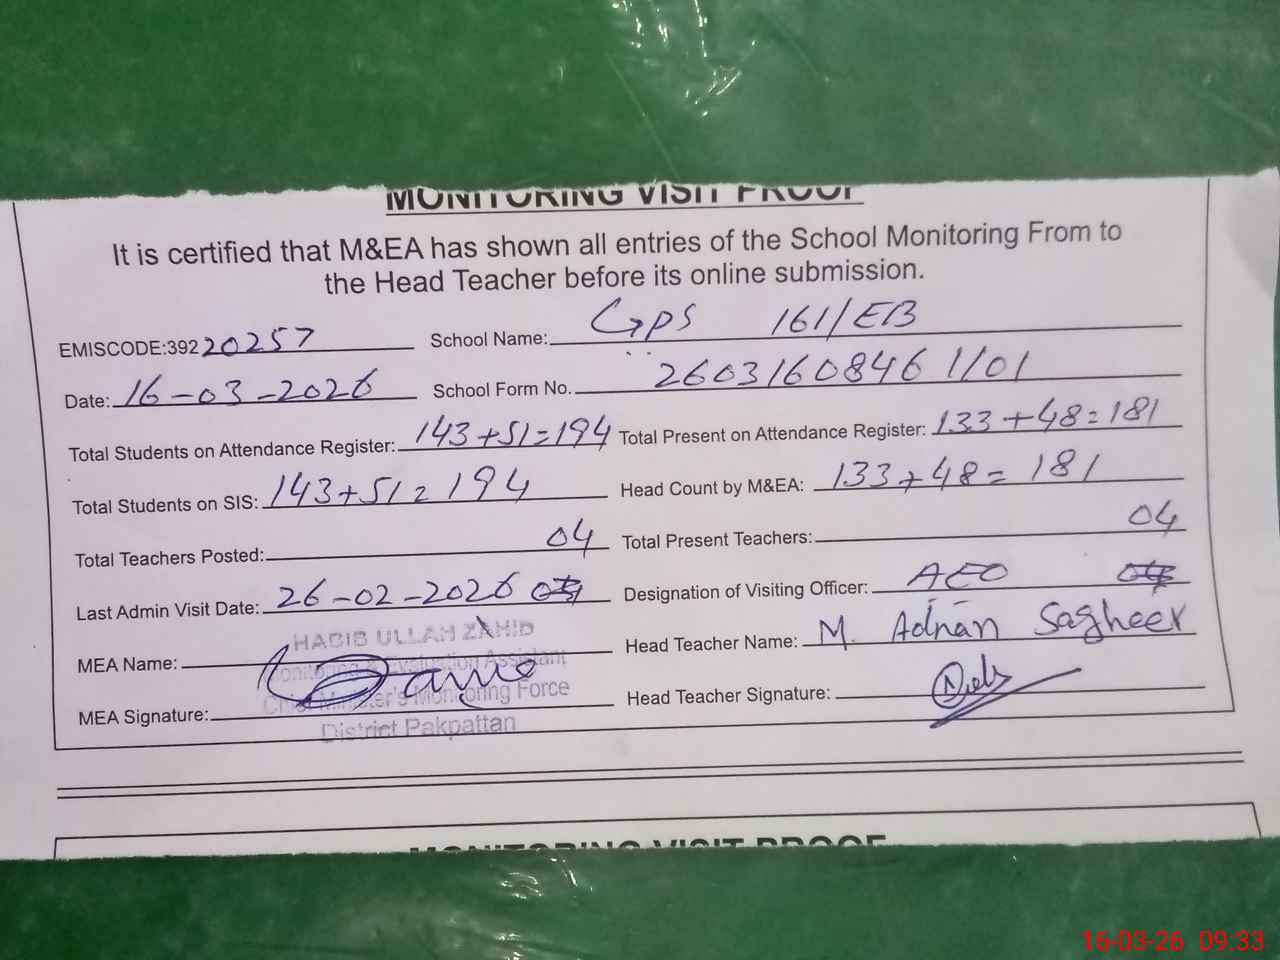 MONITORING VISIT PROOF
It is certified that M&EA has shown all entries of the School Monitoring From to
the Head Teacher before its online submission.
EMISCODE:392 20257 School Name: GPS 161/EB
Date: 16-03-2026 School Form No. 26031608461/01
Total Students on Attendance Register: 143+51=194 Total Present on Attendance Register: 133+48=181
Total Students on SIS: 143+51=194 Head Count by M&EA: 133+48=181
Total Teachers Posted: 04 Total Present Teachers: 04
Last Admin Visit Date: 26-02-2026 Designation of Visiting Officer: AEO
HABIB ULLAH ZAHID
MEA Name: Head Teacher Name: M. Adnan Sagheer
Monitoring & Evaluation Assistant
Chief Minister's Monitoring Force
MEA Signature: Head Teacher Signature:
District Pakpattan
MONITORING VISIT PROOF
16-03-26 09:33